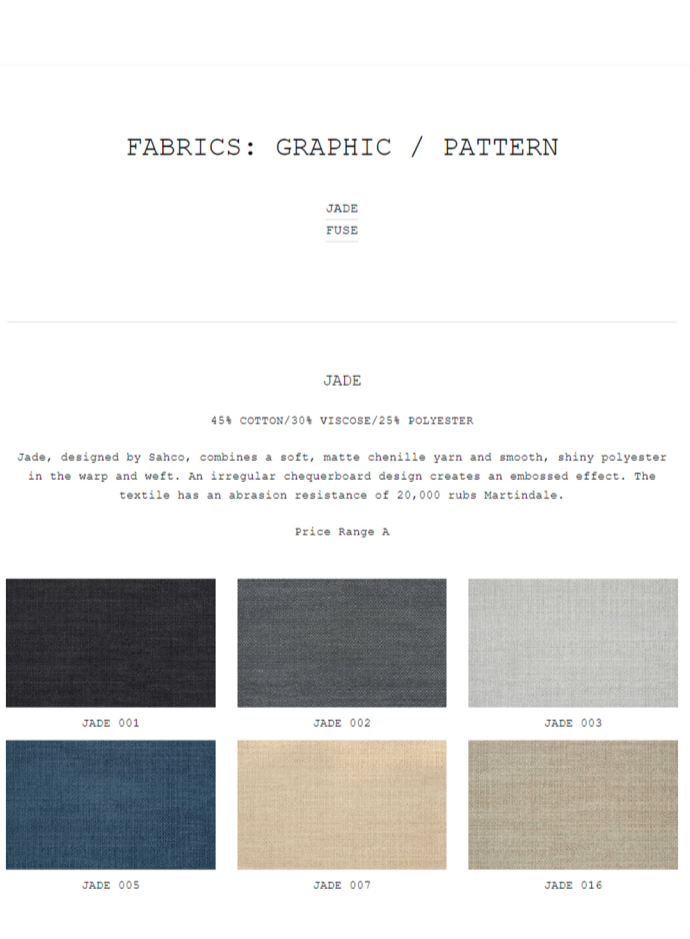 FABRICS: GRAPHIC / PATTERN
JADE
FUSE
JADE
45% COTTON/30% VISCOSE/25% POLYESTER
Jade, designed by Sahco, combines a soft, matte chenille yarn and smooth, shiny polyester
in the warp and weft. An irregular chequerboard design creates an embossed effect. The
textile has an abrasion resistance of 20,000 rubs Martindale.
Price Range A
JADE 001
JADE 002
JADE 003
JADE 005
JADE 007
JADE 016